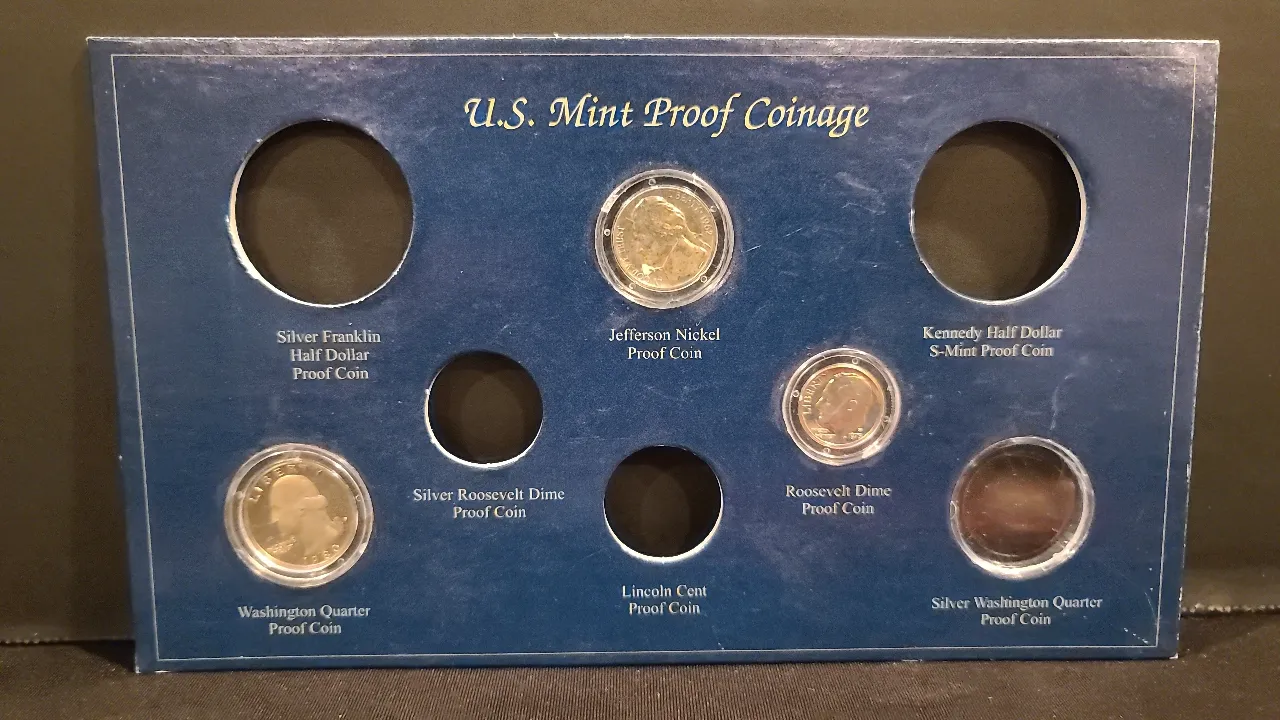 U.S. Mint Proof Coinage
Silver Franklin
Half Dollar
Proof Coin
Jefferson Nickel
Proof Coin
Kennedy Half Dollar
S-Mint Proof Coin
Silver Roosevelt Dime
Proof Coin
Roosevelt Dime
Proof Coin
LIBERTY
Washington Quarter
Proof Coin
Lincoln Cent
Proof Coin
Silver Washington Quarter
Proof Coin